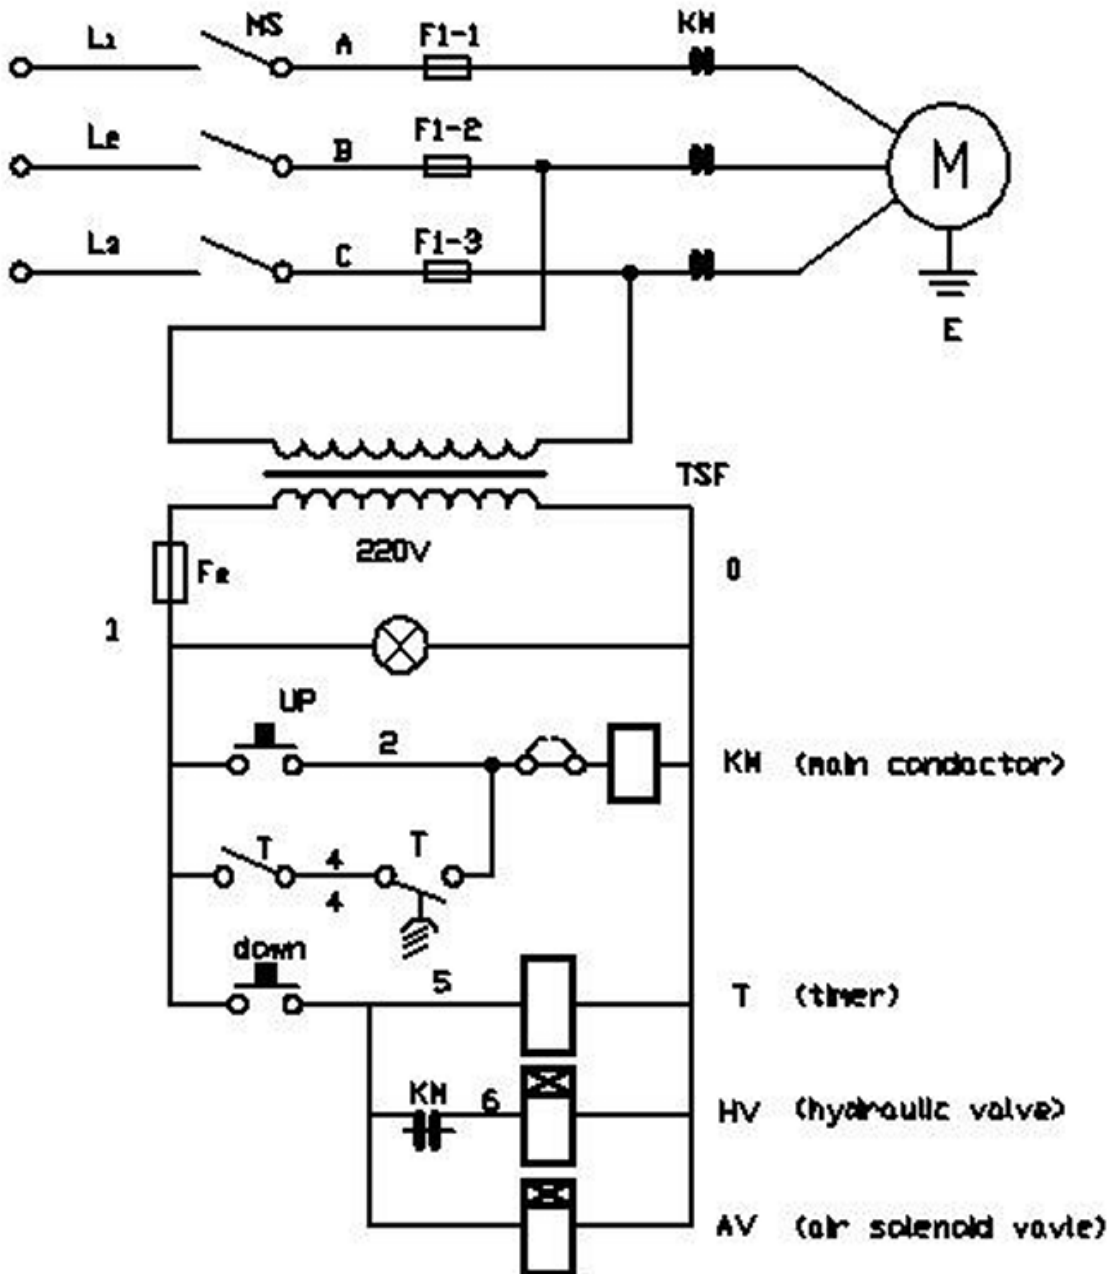 L1 MS A F1-1 KM
L2 B F1-2
L3 C F1-3
M
E
TSF
220V
F2
0
1
UP
2
KM (main conductor)
T
4
T
4
down
5
T (timer)
KM
6
HV (hydraulic valve)
AV (air solenoid vavle)